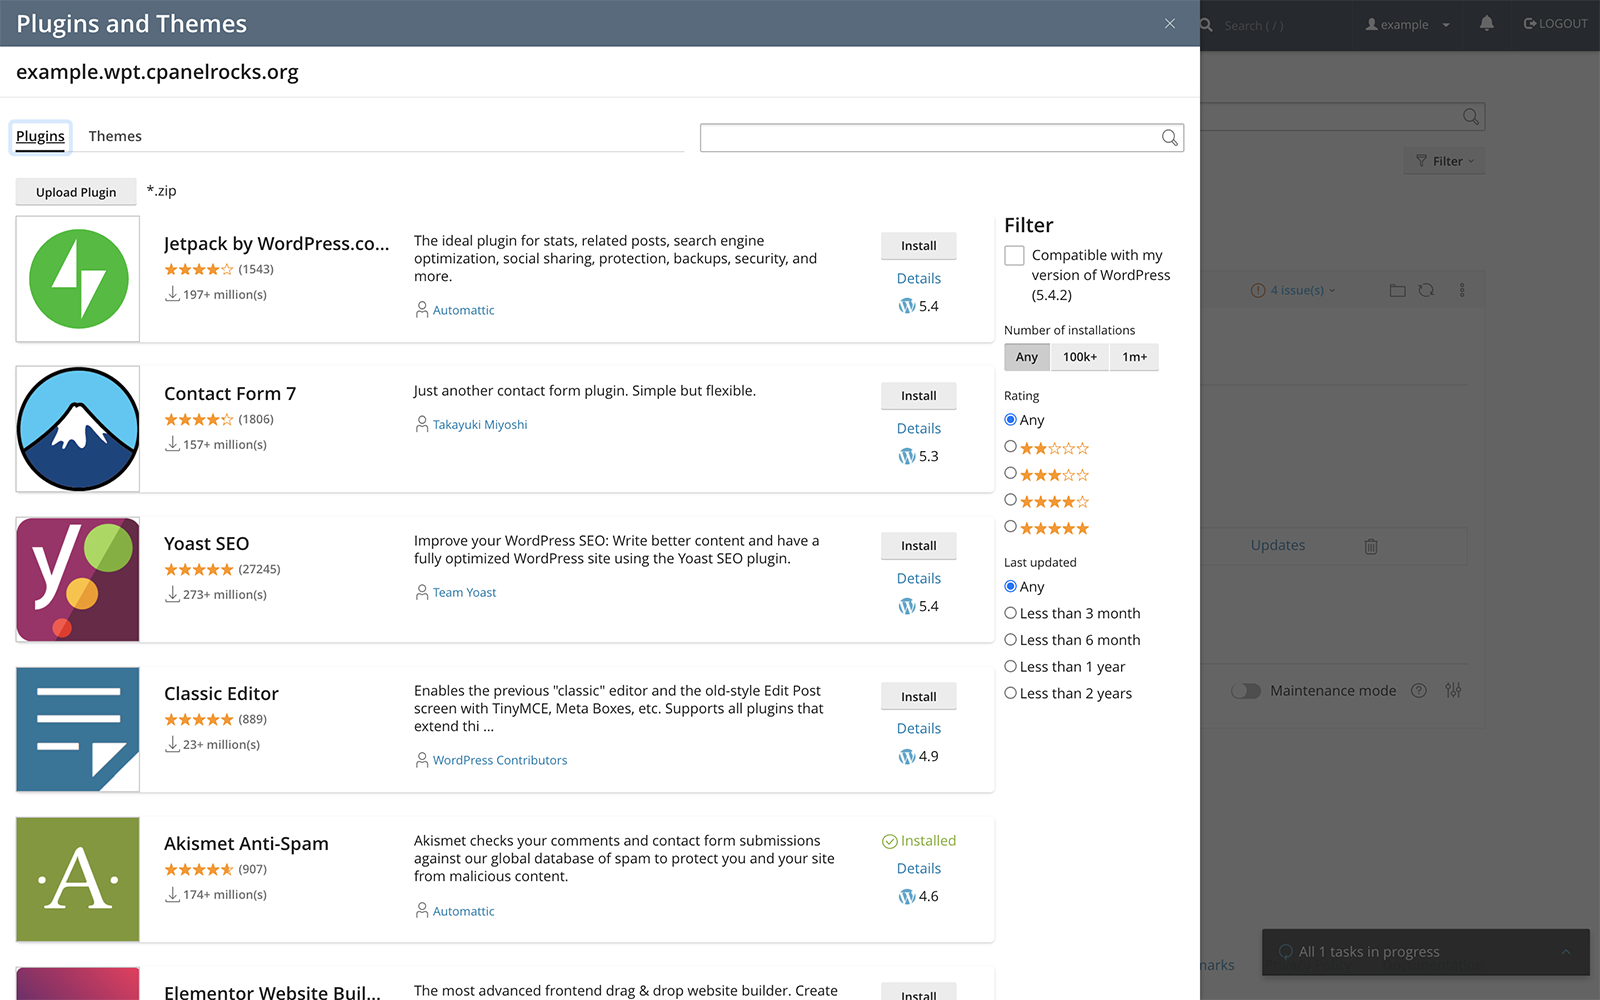 Plugins and Themes
Search ( / )
example
LOGOUT
example.wpt.cpanelrocks.org
Plugins
Themes
Filter
Upload Plugin
*.zip
Jetpack by WordPress.co...
(1543)
197+ million(s)
The ideal plugin for stats, related posts, search engine
optimization, social sharing, protection, backups, security, and
more.
Automattic
Install
Details
5.4
Contact Form 7
(1806)
157+ million(s)
Just another contact form plugin. Simple but flexible.
Takayuki Miyoshi
Install
Details
5.3
y
Yoast SEO
(27245)
273+ million(s)
Improve your WordPress SEO: Write better content and have a
fully optimized WordPress site using the Yoast SEO plugin.
Team Yoast
Install
Details
5.4
Classic Editor
(889)
23+ million(s)
Enables the previous "classic" editor and the old-style Edit Post
screen with TinyMCE, Meta Boxes, etc. Supports all plugins that
extend thi ...
WordPress Contributors
Install
Details
4.9
·A·
Akismet Anti-Spam
(907)
174+ million(s)
Akismet checks your comments and contact form submissions
against our global database of spam to protect you and your site
from malicious content.
Automattic
Installed
Details
4.6
Elementor Website Buil...
The most advanced frontend drag & drop website builder. Create
Install
Filter
Compatible with my
version of WordPress
(5.4.2)
Number of installations
Any
100k+
1m+
Rating
Any
Last updated
Any
Less than 3 month
Less than 6 month
Less than 1 year
Less than 2 years
4 issue(s)
Updates
Maintenance mode
All 1 tasks in progress
marks